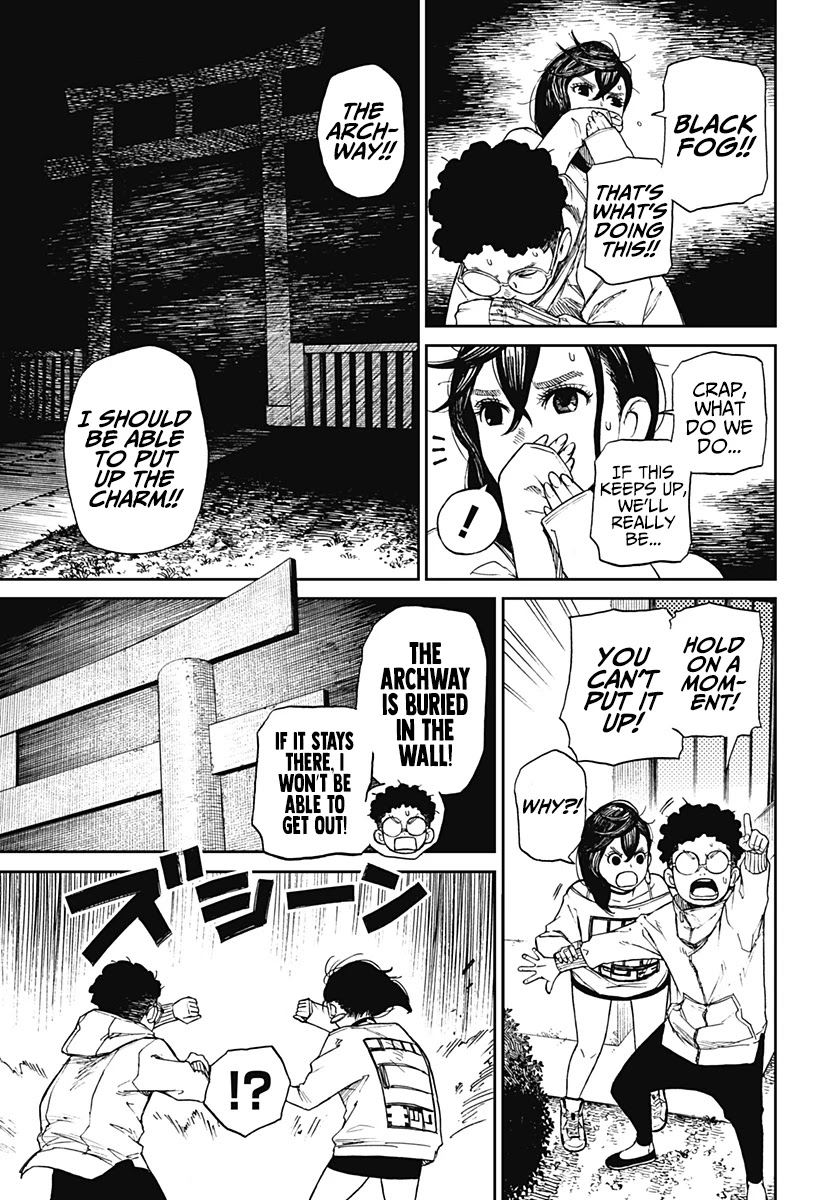 BLACK
FOG!!
THAT'S
WHAT'S
DOING
THIS!!
THE
ARCH-
WAY!!
I SHOULD
BE ABLE
TO PUT
UP THE
CHARM!!
CRAP,
WHAT
DO WE
DO...
IF THIS
KEEPS UP,
WE'LL
REALLY
BE...
!
HOLD
ON A
MOM-
ENT!
YOU
CAN'T
PUT IT
UP!
WHY?!
THE
ARCHWAY
IS BURIED
IN THE
WALL!
IF IT STAYS
THERE, I
WON'T BE
ABLE TO
GET OUT!
ズシーン
!?